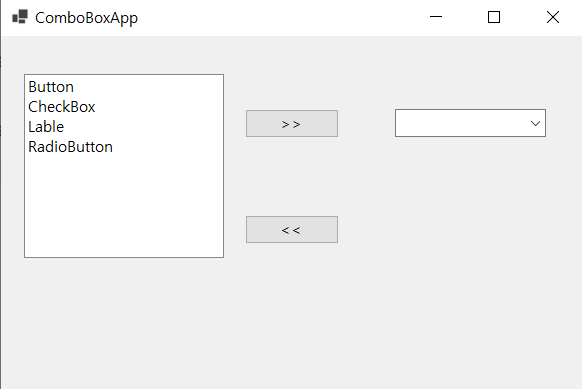 ComboBoxApp
Button
CheckBox
Lable
RadioButton
>>
<<